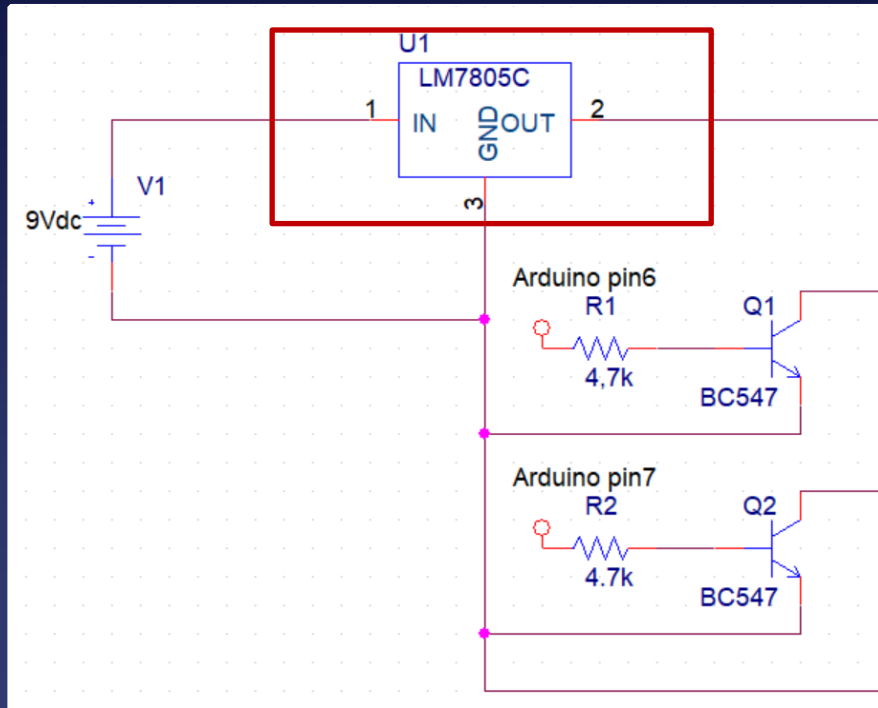 U1
LM7805C
1
IN
GND
OUT
2
3
V1
+
9Vdc
-
Arduino pin6
R1
4,7k
Q1
BC547
Arduino pin7
R2
4.7k
Q2
BC547